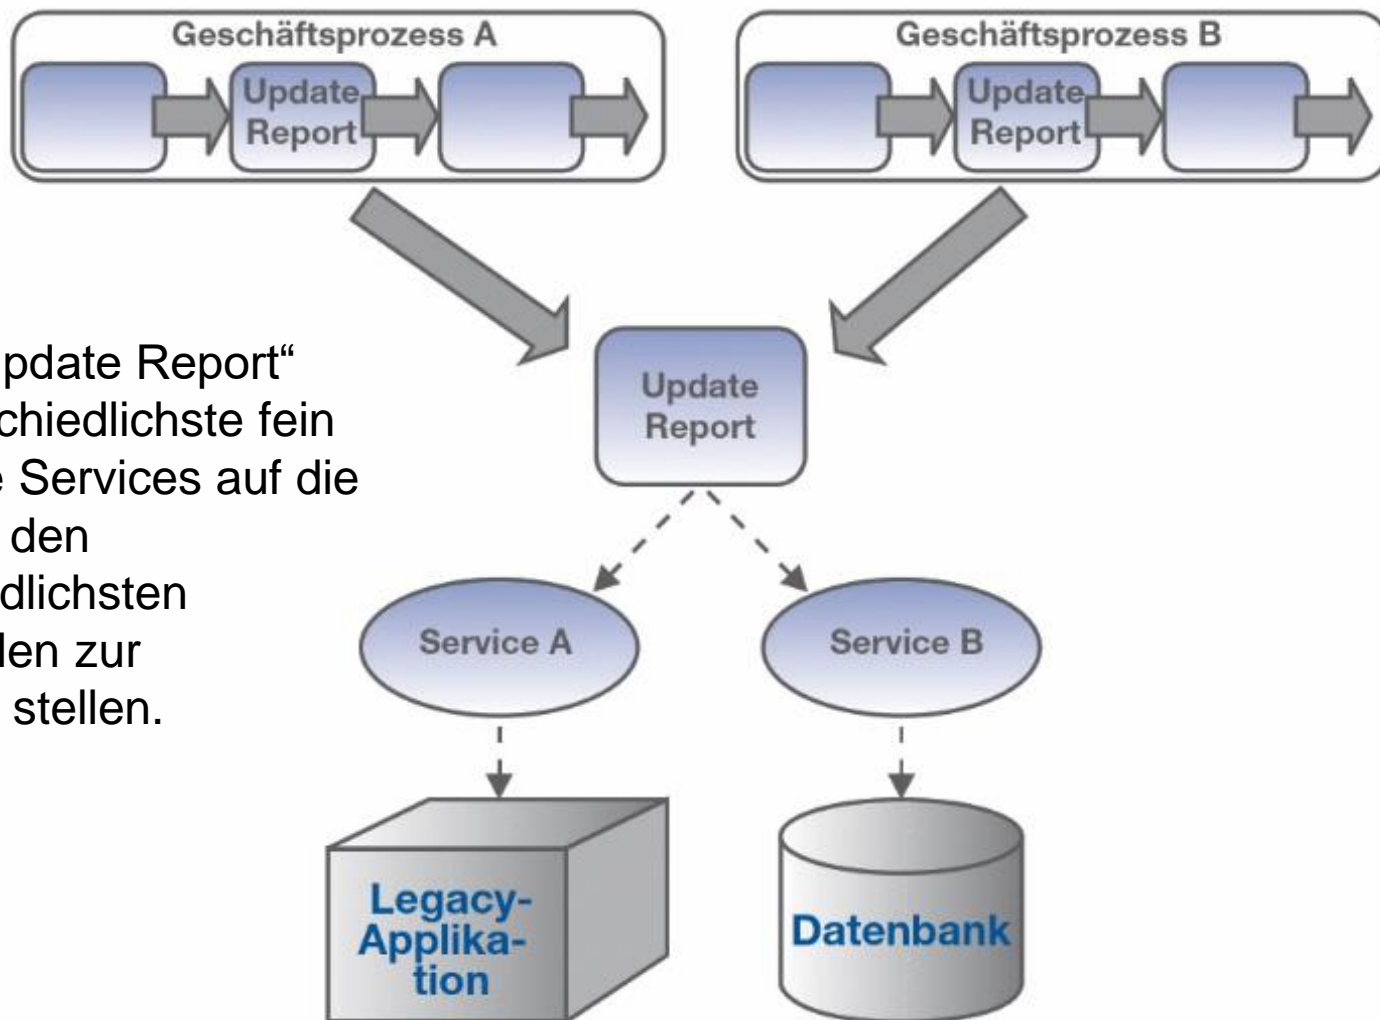 Geschäftsprozess A
Update
Report
Geschäftsprozess B
Update
Report
pdate Report“
chiedlichste fein
e Services auf die
den
dlichsten
len zur
stellen.
Update
Report
Service A
Service B
Legacy-
Applika-
tion
Datenbank